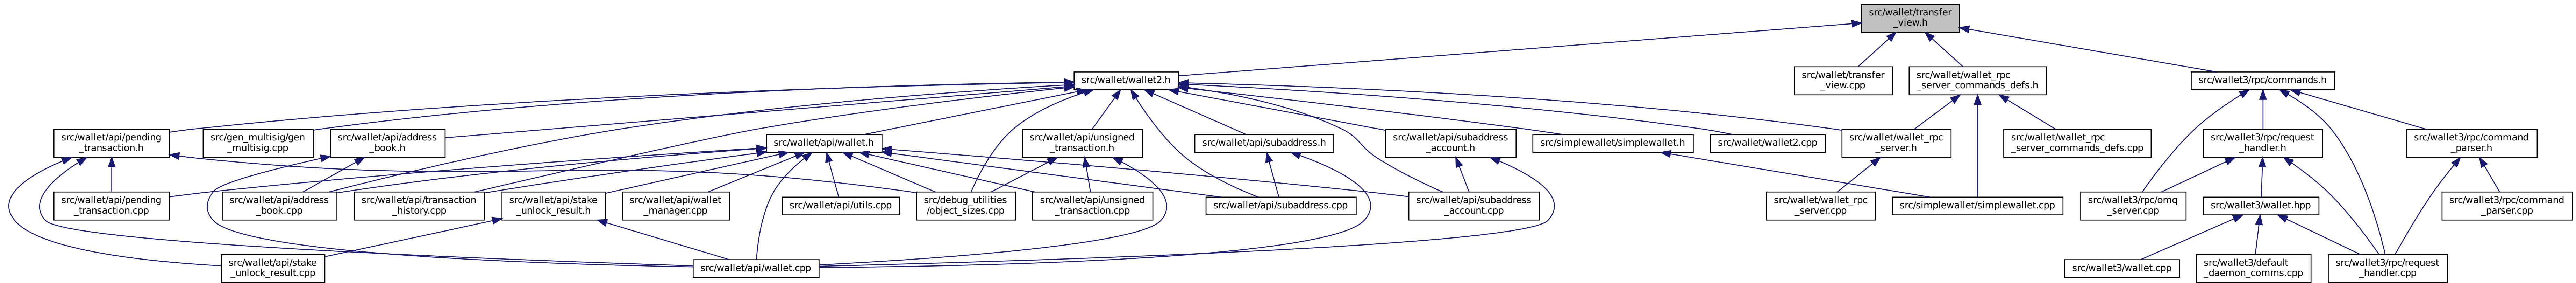 src/wallet/transfer
_view.h
src/wallet/wallet2.h
src/wallet/transfer
_view.cpp
src/wallet/wallet_rpc
_server_commands_defs.h
src/wallet3/rpc/commands.h
src/wallet/api/pending
_transaction.h
src/gen_multisig/gen
_multisig.cpp
src/wallet/api/address
_book.h
src/wallet/api/wallet.h
src/wallet/api/unsigned
_transaction.h
src/wallet/api/subaddress.h
src/wallet/api/subaddress
_account.h
src/simplewallet/simplewallet.h
src/wallet/wallet2.cpp
src/wallet/wallet_rpc
_server.h
src/wallet/wallet_rpc
_server_commands_defs.cpp
src/wallet3/rpc/request
_handler.h
src/wallet3/rpc/command
_parser.h
src/wallet/api/pending
_transaction.cpp
src/wallet/api/address
_book.cpp
src/wallet/api/transaction
_history.cpp
src/wallet/api/stake
_unlock_result.h
src/wallet/api/wallet
_manager.cpp
src/wallet/api/utils.cpp
src/debug_utilities
/object_sizes.cpp
src/wallet/api/unsigned
_transaction.cpp
src/wallet/api/subaddress.cpp
src/wallet/api/subaddress
_account.cpp
src/wallet/wallet_rpc
_server.cpp
src/simplewallet/simplewallet.cpp
src/wallet3/rpc/omq
_server.cpp
src/wallet3/wallet.hpp
src/wallet3/rpc/command
_parser.cpp
src/wallet/api/stake
_unlock_result.cpp
src/wallet/api/wallet.cpp
src/wallet3/wallet.cpp
src/wallet3/default
_daemon_comms.cpp
src/wallet3/rpc/request
_handler.cpp